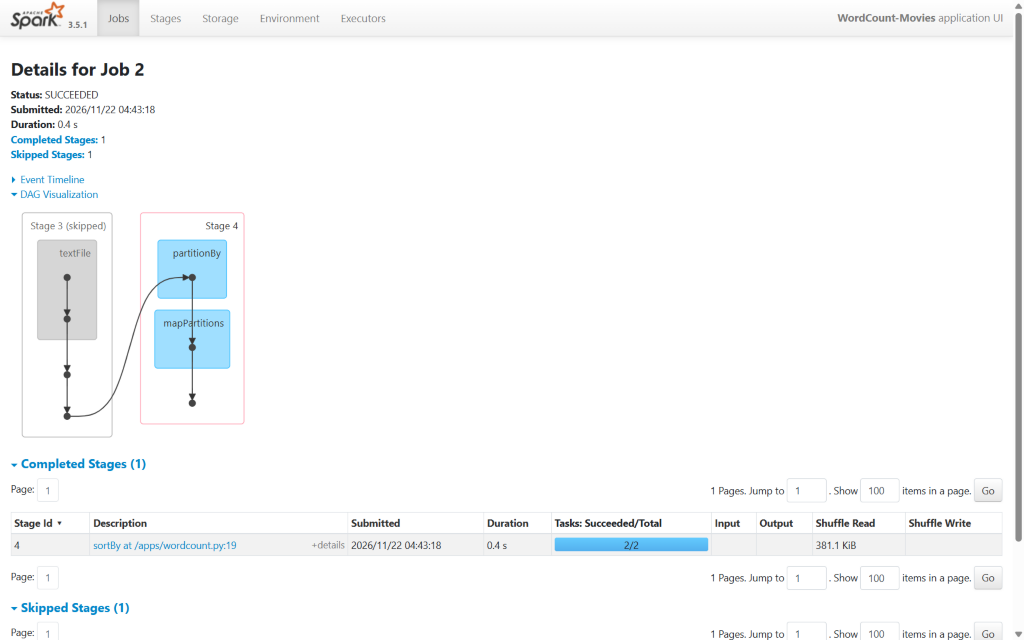 APACHE
Spark 3.5.1 Jobs Stages Storage Environment Executors WordCount-Movies application UI
Details for Job 2
Status: SUCCEEDED
Submitted: 2026/11/22 04:43:18
Duration: 0.4 s
Completed Stages: 1
Skipped Stages: 1
Event Timeline
DAG Visualization
Stage 3 (skipped) Stage 4
textFile partitionBy
mapPartitions
Completed Stages (1)
Page: 1 1 Pages. Jump to 1 . Show 100 items in a page. Go
Stage Id ▾ Description Submitted Duration Tasks: Succeeded/Total Input Output Shuffle Read Shuffle Write
4 sortBy at /apps/wordcount.py:19 +details 2026/11/22 04:43:18 0.4 s 2/2 381.1 KiB
Page: 1 1 Pages. Jump to 1 . Show 100 items in a page. Go
Skipped Stages (1)
Page: 1 1 Pages. Jump to 1 . Show 100 items in a page. Go